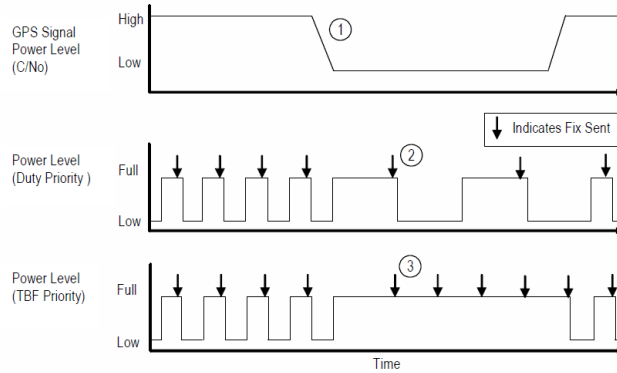 GPS Signal
Power Level
(C/No)
High
Low
1
Indicates Fix Sent
Power Level
(Duty Priority )
Full
Low
2
Power Level
(TBF Priority)
Full
Low
3
Time